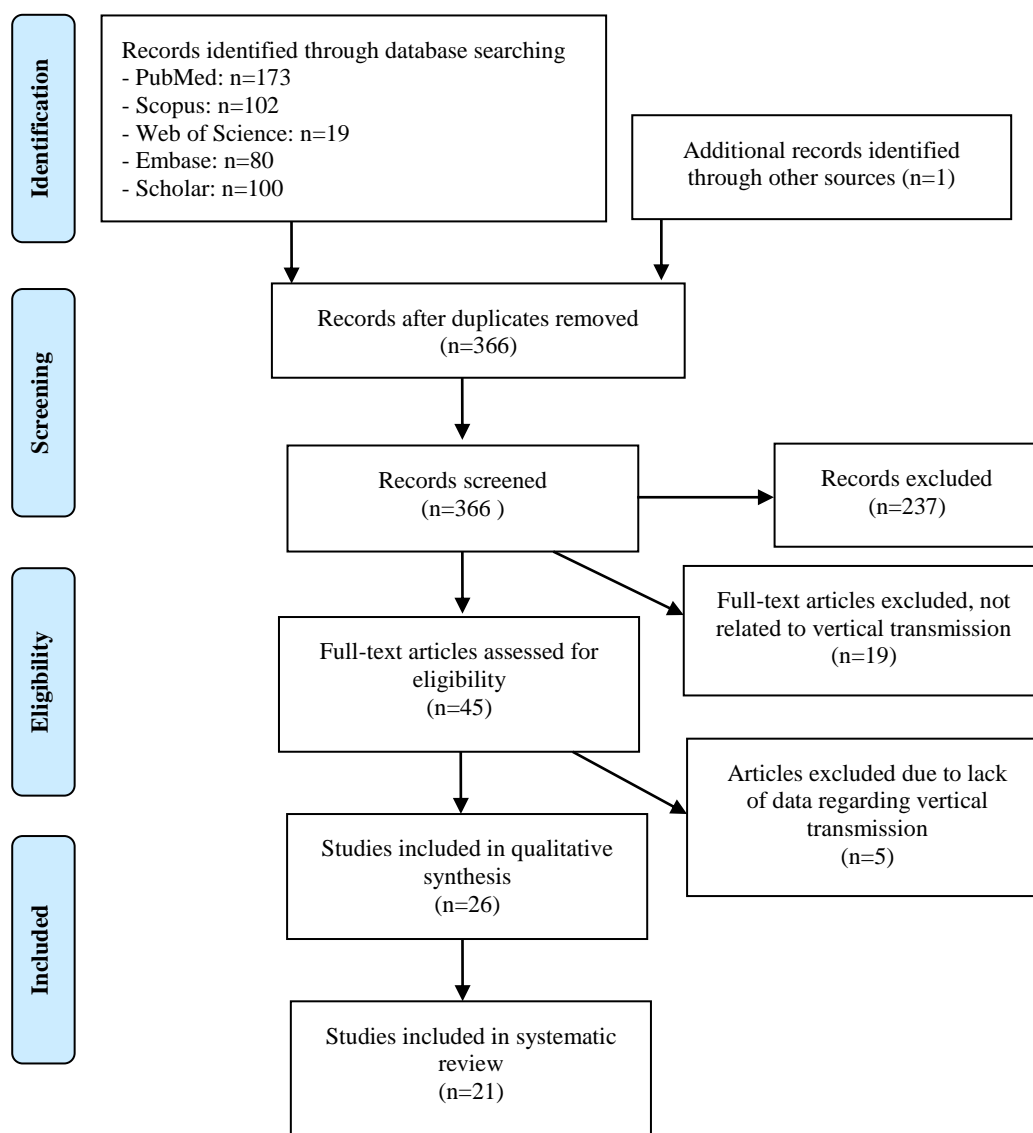 Identification
Records identified through database searching
- PubMed: n=173
- Scopus: n=102
- Web of Science: n=19
- Embase: n=80
- Scholar: n=100
Additional records identified
through other sources (n=1)
Screening
Records after duplicates removed
(n=366)
Records screened
(n=366 )
Records excluded
(n=237)
Eligibility
Full-text articles assessed for
eligibility
(n=45)
Full-text articles excluded, not
related to vertical transmission
(n=19)
Articles excluded due to lack
of data regarding vertical
transmission
(n=5)
Included
Studies included in qualitative
synthesis
(n=26)
Studies included in systematic
review
(n=21)